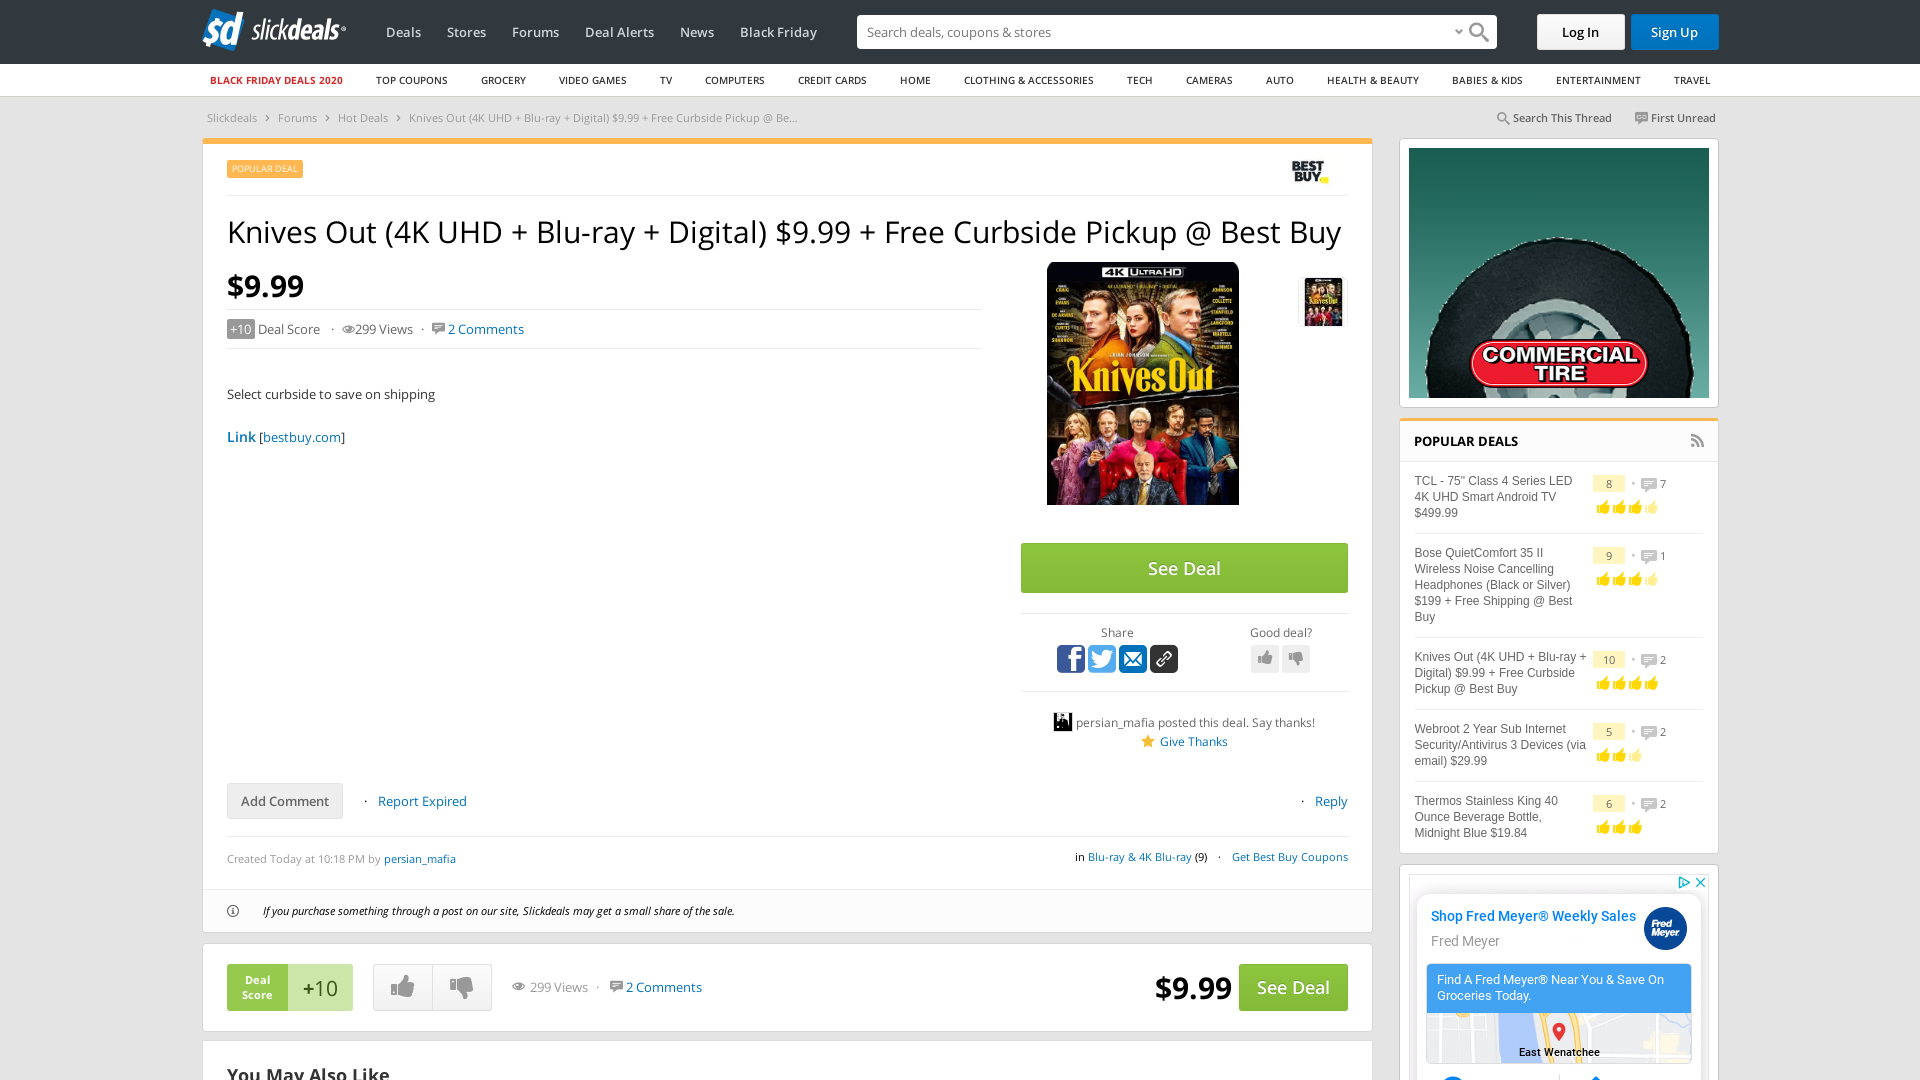 slickdeals
Deals Stores Forums Deal Alerts News Black Friday
Search deals, coupons & stores
Log In
Sign Up
BLACK FRIDAY DEALS 2020 TOP COUPONS GROCERY VIDEO GAMES TV COMPUTERS CREDIT CARDS HOME CLOTHING & ACCESSORIES TECH CAMERAS AUTO HEALTH & BEAUTY BABIES & KIDS ENTERTAINMENT TRAVEL
Slickdeals › Forums › Hot Deals › Knives Out (4K UHD + Blu-ray + Digital) $9.99 + Free Curbside Pickup @ Be...
Search This Thread
First Unread
POPULAR DEAL
BEST BUY
Knives Out (4K UHD + Blu-ray + Digital) $9.99 + Free Curbside Pickup @ Best Buy
$9.99
+10 Deal Score · 299 Views · 2 Comments
Select curbside to save on shipping
Link [bestbuy.com]
4K ULTRA HD
Knives Out
See Deal
Share
Good deal?
persian_mafia posted this deal. Say thanks!
Give Thanks
Add Comment
· Report Expired
· Reply
Created Today at 10:18 PM by persian_mafia
in Blu-ray & 4K Blu-ray (9) · Get Best Buy Coupons
If you purchase something through a post on our site, Slickdeals may get a small share of the sale.
Deal Score
+10
299 Views · 2 Comments
$9.99
See Deal
You May Also Like
COMMERCIAL
TIRE
POPULAR DEALS
TCL - 75" Class 4 Series LED
4K UHD Smart Android TV
$499.99
8 • 7
Bose QuietComfort 35 II
Wireless Noise Cancelling
Headphones (Black or Silver)
$199 + Free Shipping @ Best
Buy
9 • 1
Knives Out (4K UHD + Blu-ray +
Digital) $9.99 + Free Curbside
Pickup @ Best Buy
10 • 2
Webroot 2 Year Sub Internet
Security/Antivirus 3 Devices (via
email) $29.99
5 • 2
Thermos Stainless King 40
Ounce Beverage Bottle,
Midnight Blue $19.84
6 • 2
Shop Fred Meyer® Weekly Sales
Fred Meyer
Fred Meyer
Find A Fred Meyer® Near You & Save On
Groceries Today.
East Wenatchee